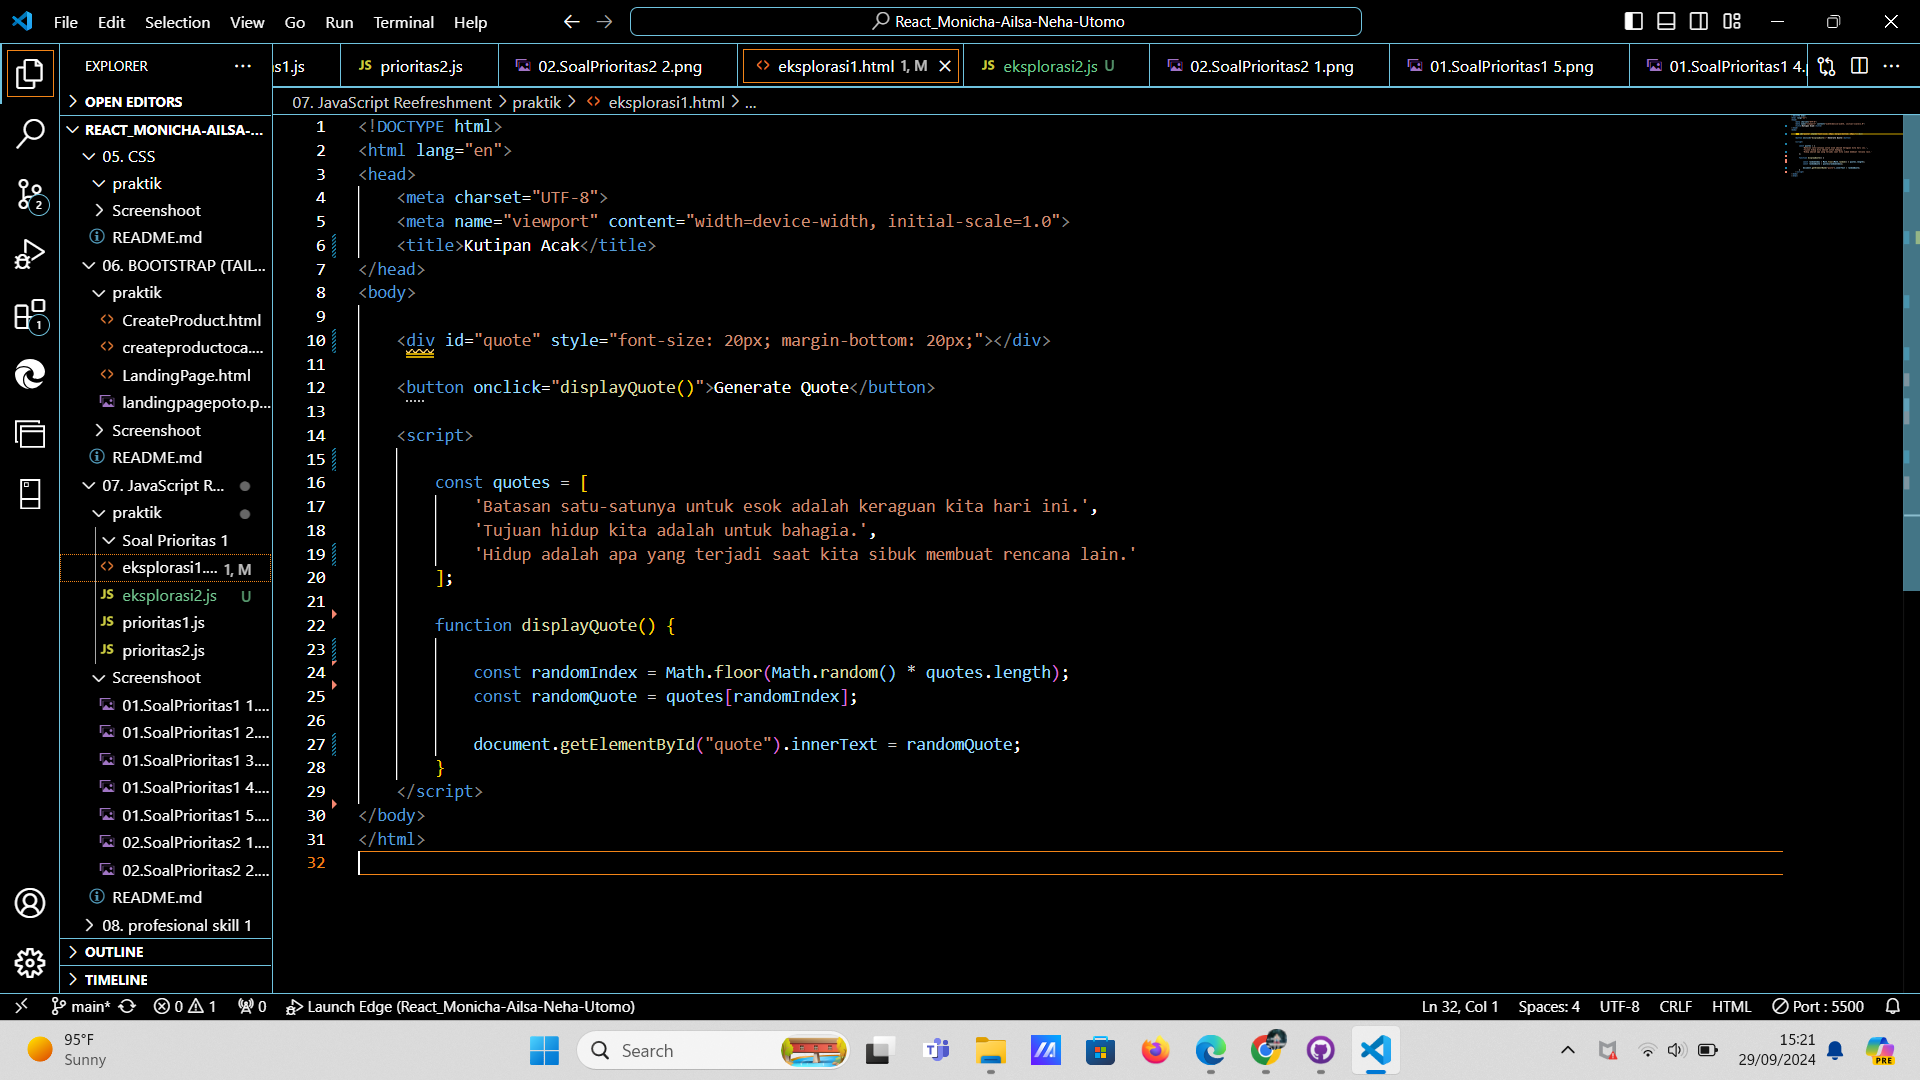 File Edit Selection View Go Run Terminal Help
React_Monicha-Ailsa-Neha-Utomo
EXPLORER
s1.js
JS prioritas2.js
02.SoalPrioritas2 2.png
eksplorasi1.html 1, M
JS eksplorasi2.js U
02.SoalPrioritas2 1.png
01.SoalPrioritas1 5.png
01.SoalPrioritas1 4.
07. JavaScript Reefreshment > praktik > eksplorasi1.html > ...
OPEN EDITORS
REACT_MONICHA-AILSA-...
05. CSS
praktik
Screenshoot
README.md
06. BOOTSTRAP (TAIL...
praktik
CreateProduct.html
createproductoca....
LandingPage.html
landingpagepoto.p...
Screenshoot
README.md
07. JavaScript R...
praktik
Soal Prioritas 1
eksplorasi1.... 1, M
JS eksplorasi2.js U
JS prioritas1.js
JS prioritas2.js
Screenshoot
01.SoalPrioritas1 1....
01.SoalPrioritas1 2....
01.SoalPrioritas1 3....
01.SoalPrioritas1 4....
01.SoalPrioritas1 5....
02.SoalPrioritas2 1....
02.SoalPrioritas2 2....
README.md
08. profesional skill 1
OUTLINE
TIMELINE
2
1
1 <!DOCTYPE html>
2 <html lang="en">
3 <head>
4 <meta charset="UTF-8">
5 <meta name="viewport" content="width=device-width, initial-scale=1.0">
6 <title>Kutipan Acak</title>
7 </head>
8 <body>
9
10 <div id="quote" style="font-size: 20px; margin-bottom: 20px;"></div>
11
12 <button onclick="displayQuote()">Generate Quote</button>
13
14 <script>
15
16 const quotes = [
17 'Batasan satu-satunya untuk esok adalah keraguan kita hari ini.',
18 'Tujuan hidup kita adalah untuk bahagia.',
19 'Hidup adalah apa yang terjadi saat kita sibuk membuat rencana lain.'
20 ];
21
22 function displayQuote() {
23
24 const randomIndex = Math.floor(Math.random() * quotes.length);
25 const randomQuote = quotes[randomIndex];
26
27 document.getElementById("quote").innerText = randomQuote;
28 }
29 </script>
30 </body>
31 </html>
32
main* 0 1 0 Launch Edge (React_Monicha-Ailsa-Neha-Utomo)
Ln 32, Col 1 Spaces: 4 UTF-8 CRLF HTML Port : 5500
95°F
Sunny
Search
15:21
29/09/2024
PRE